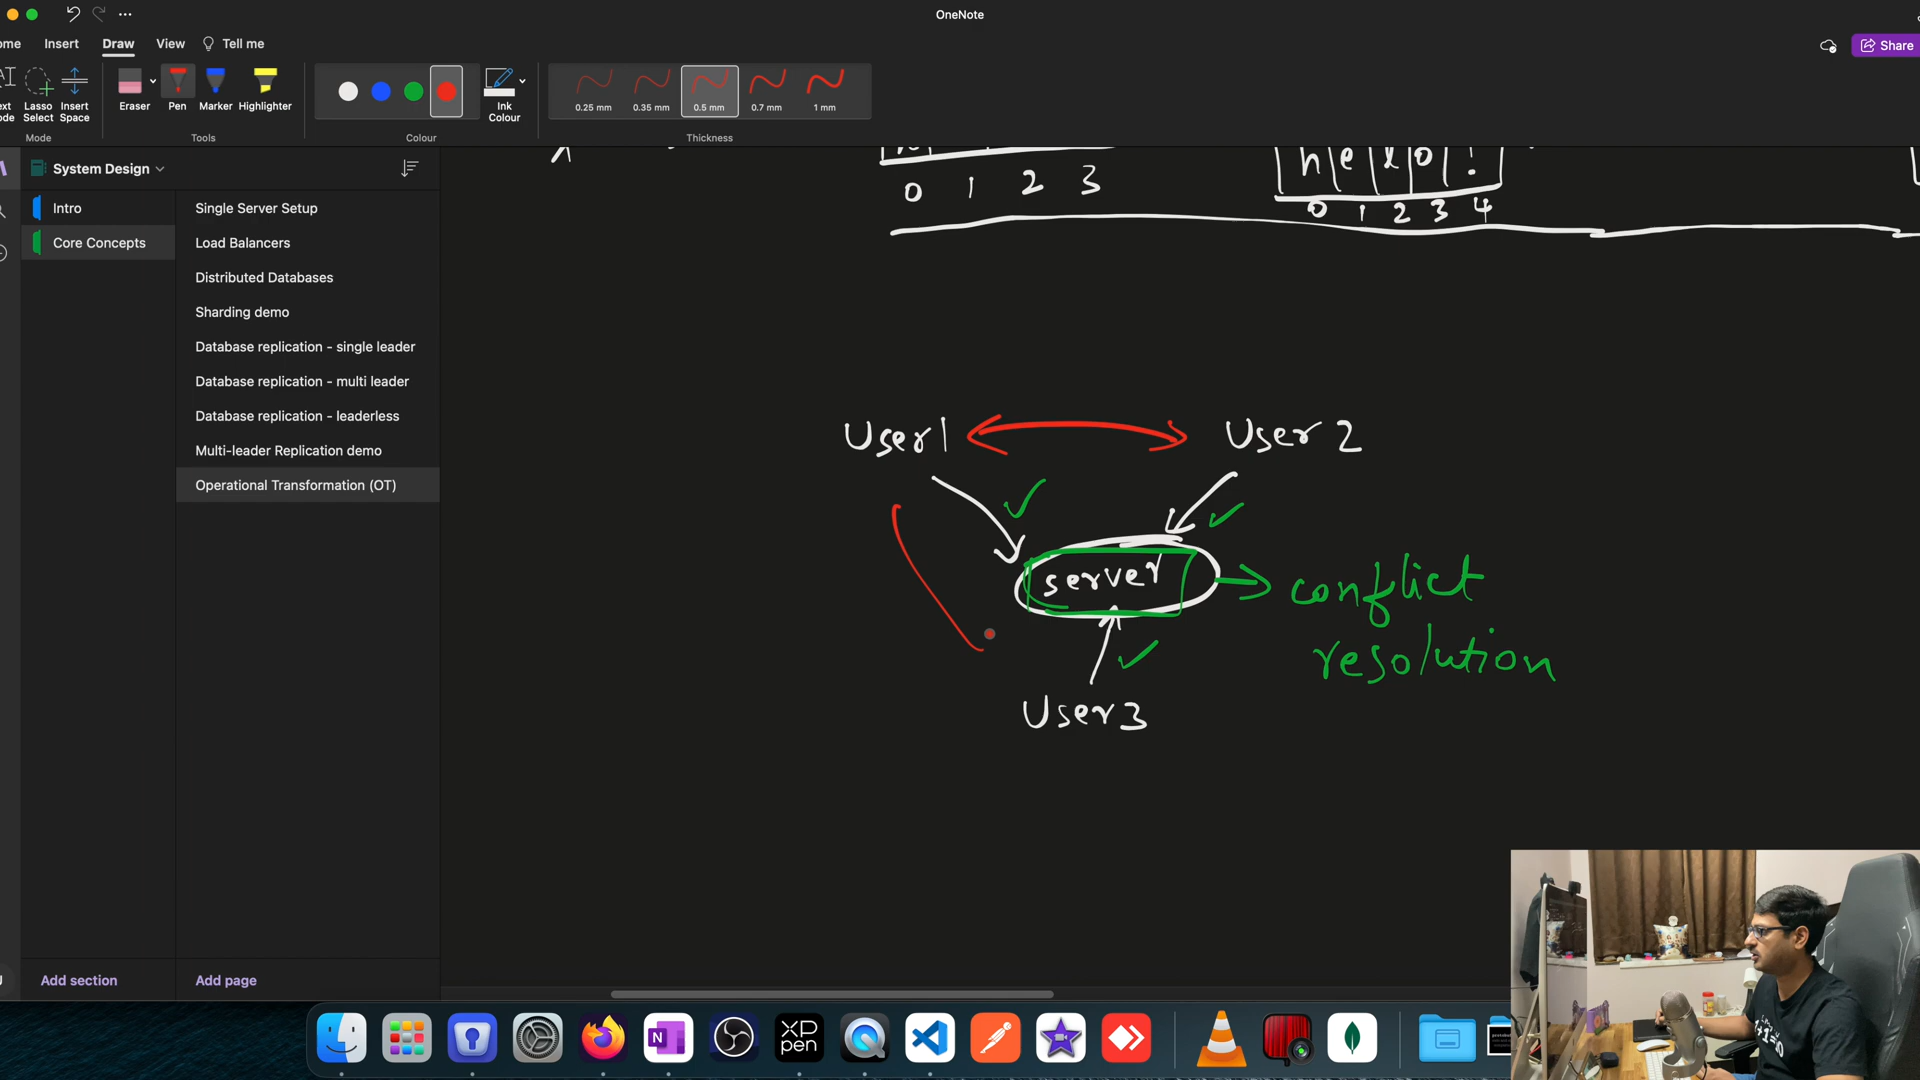 OneNote
ome Insert Draw View Tell me
Share
ext
ode
Lasso
Select
Insert
Space
Eraser
Pen
Marker
Highlighter
Ink
Colour
0.25 mm 0.35 mm 0.5 mm 0.7 mm 1 mm
Mode Tools Colour Thickness
System Design
Intro
Core Concepts
Single Server Setup
Load Balancers
Distributed Databases
Sharding demo
Database replication - single leader
Database replication - multi leader
Database replication - leaderless
Multi-leader Replication demo
Operational Transformation (OT)
Add section
Add page
h e l o !
0 1 2 3
0 1 2 3 4
User1 User 2
server
conflict
resolution
User3
XP
pen